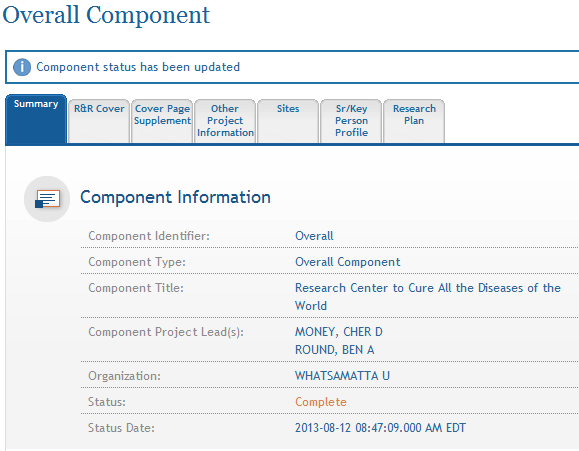 Overall Component
Component status has been updated
Summary
R&R Cover
Cover Page
Supplement
Other
Project
Information
Sites
Sr/Key
Person
Profile
Research
Plan
Component Information
Component Identifier: Overall
Component Type: Overall Component
Component Title: Research Center to Cure All the Diseases of the
World
Component Project Lead(s): MONEY, CHER D
ROUND, BEN A
Organization: WHATSAMATTA U
Status: Complete
Status Date: 2013-08-12 08:47:09.000 AM EDT